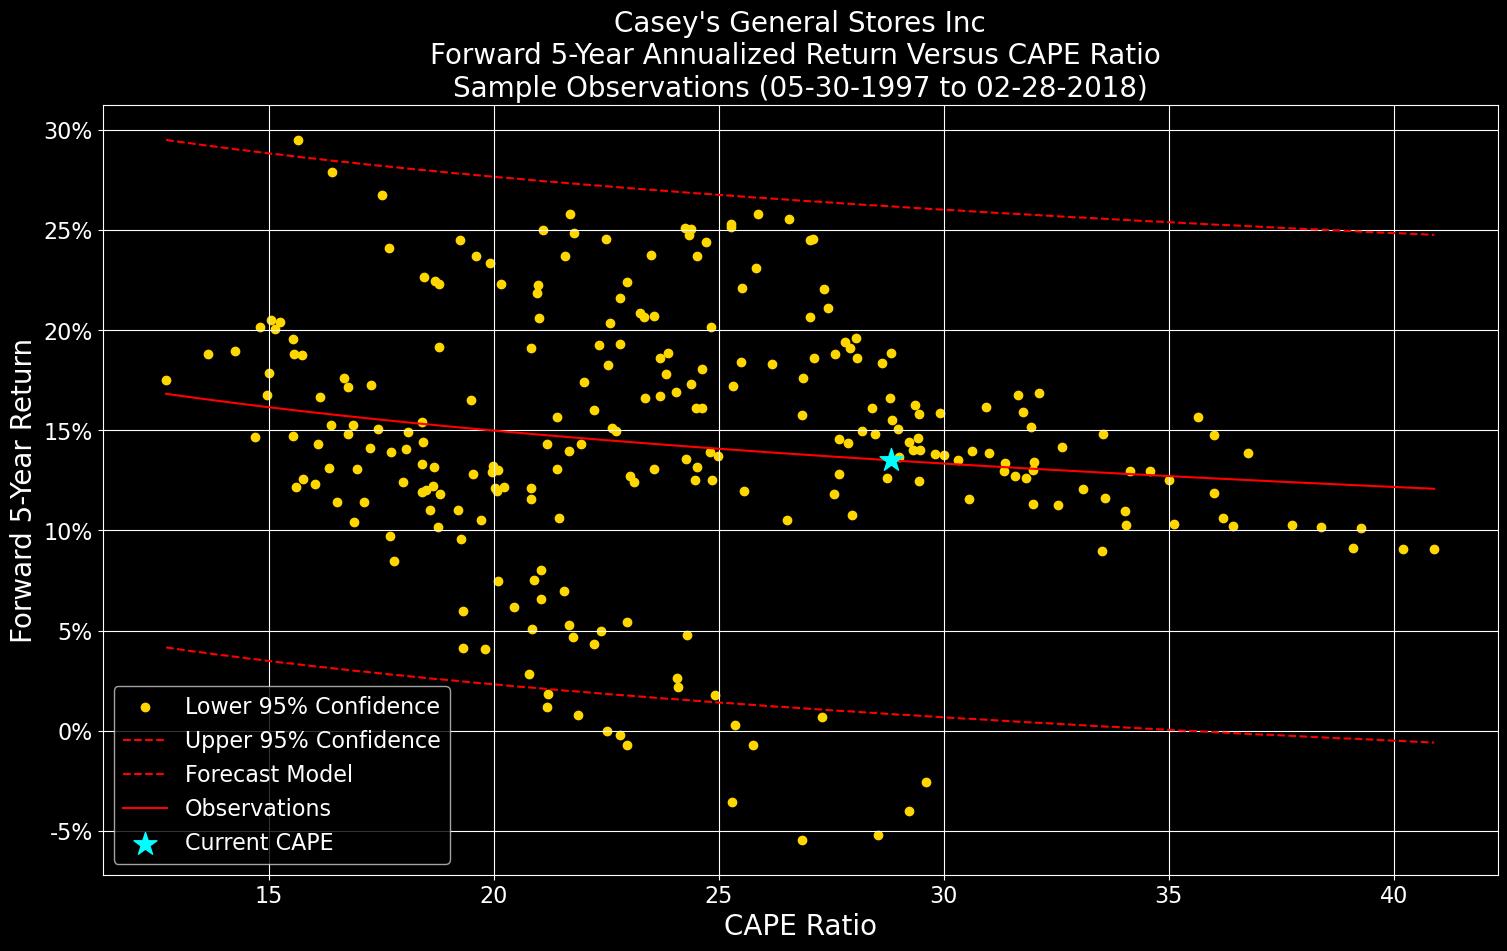 Casey's General Stores Inc
Forward 5-Year Annualized Return Versus CAPE Ratio
Sample Observations (05-30-1997 to 02-28-2018)
30%
25%
20%
15%
10%
5%
0%
-5%
Forward 5-Year Return
Lower 95% Confidence
Upper 95% Confidence
Forecast Model
Observations
Current CAPE
15
20
25
30
35
40
CAPE Ratio